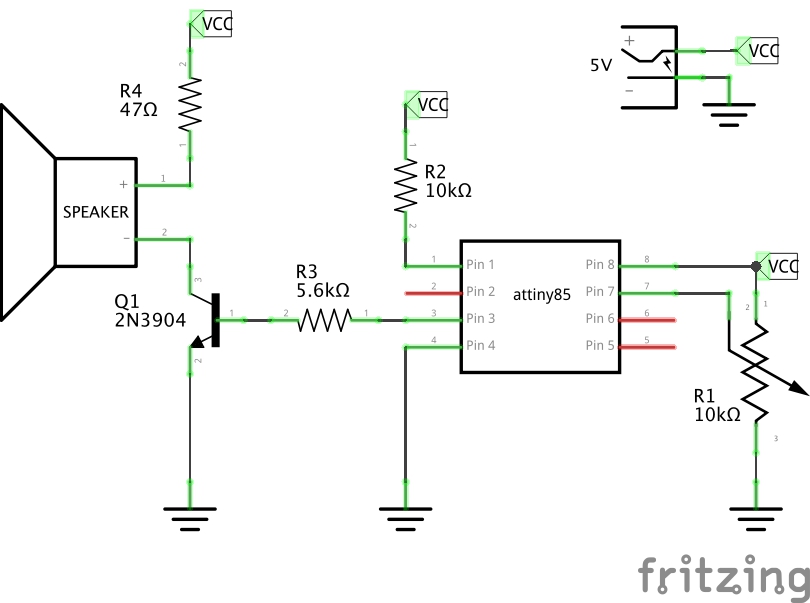 VCC
2
R4
47Ω
1
+
1
SPEAKER
−
2
3
Q1
2N3904
1
2
R3
5.6kΩ
2
1
VCC
1
R2
10kΩ
2
1
Pin 1
2
Pin 2
3
Pin 3
4
Pin 4
attiny85
Pin 8
8
Pin 7
7
Pin 6
6
Pin 5
5
5V
+
−
VCC
VCC
2
1
R1
10kΩ
3
fritzing